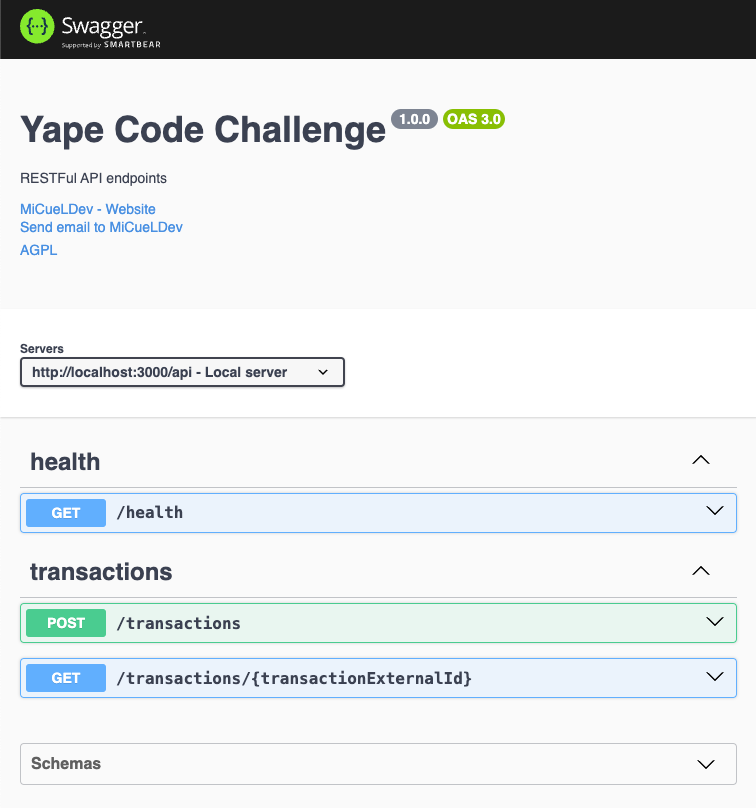 {···} Swagger.
Supported by SMARTBEAR
Yape Code Challenge 1.0.0 OAS 3.0
RESTFul API endpoints
MiCueLDev - Website
Send email to MiCueLDev
AGPL
Servers
http://localhost:3000/api - Local server
health
GET /health
transactions
POST /transactions
GET /transactions/{transactionExternalId}
Schemas